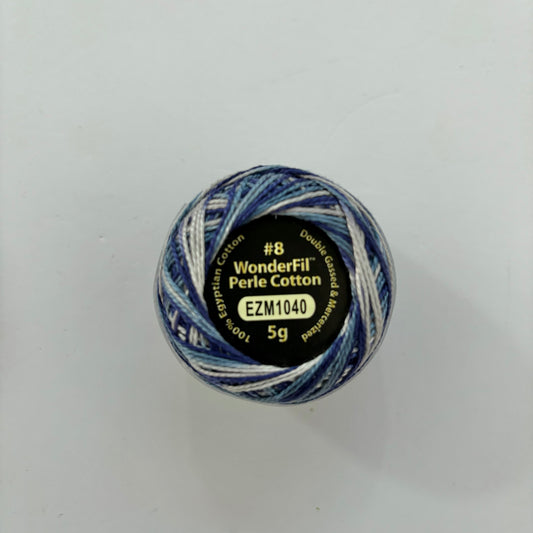 #8
WonderFil™
Perle Cotton
EZM1040
5g
100% Egyptian Cotton
Double Gassed & Mercerized